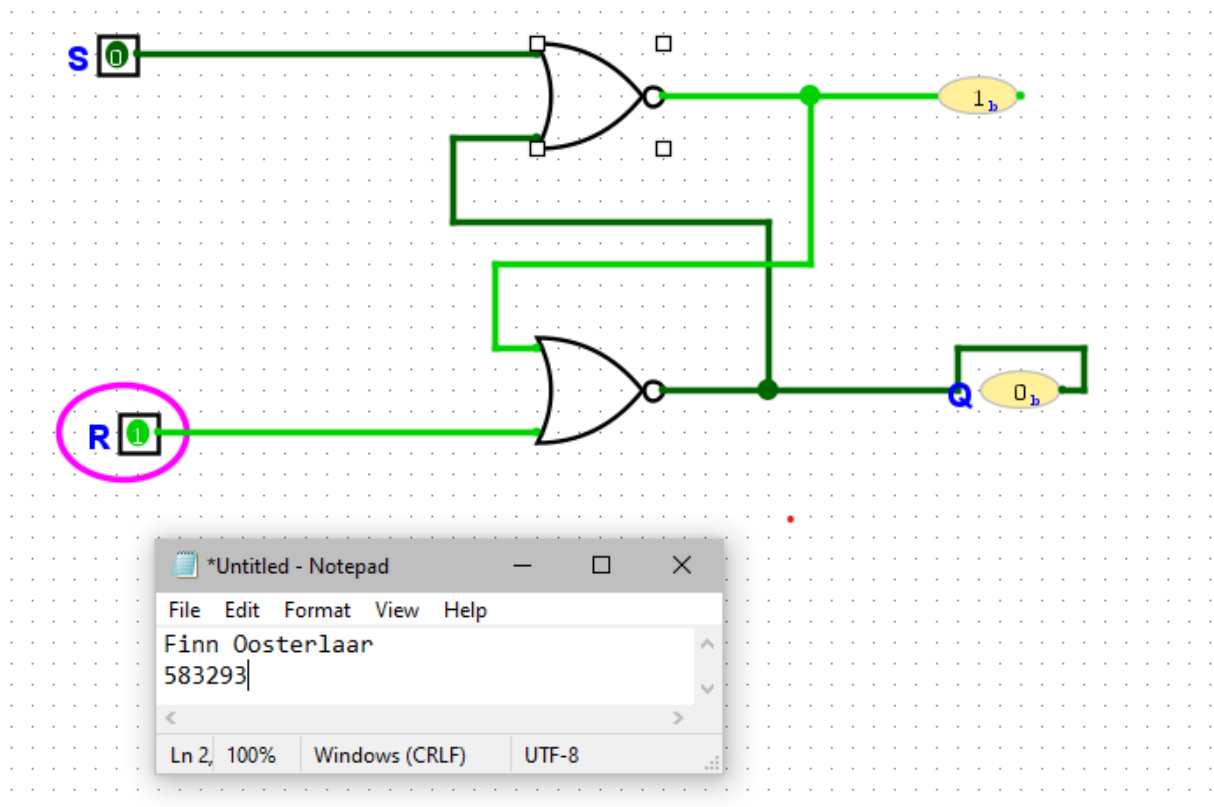 S 0
1b
R 1
Q 0b
*Untitled - Notepad
File Edit Format View Help
Finn Oosterlaar
583293
Ln 2, 100% Windows (CRLF) UTF-8